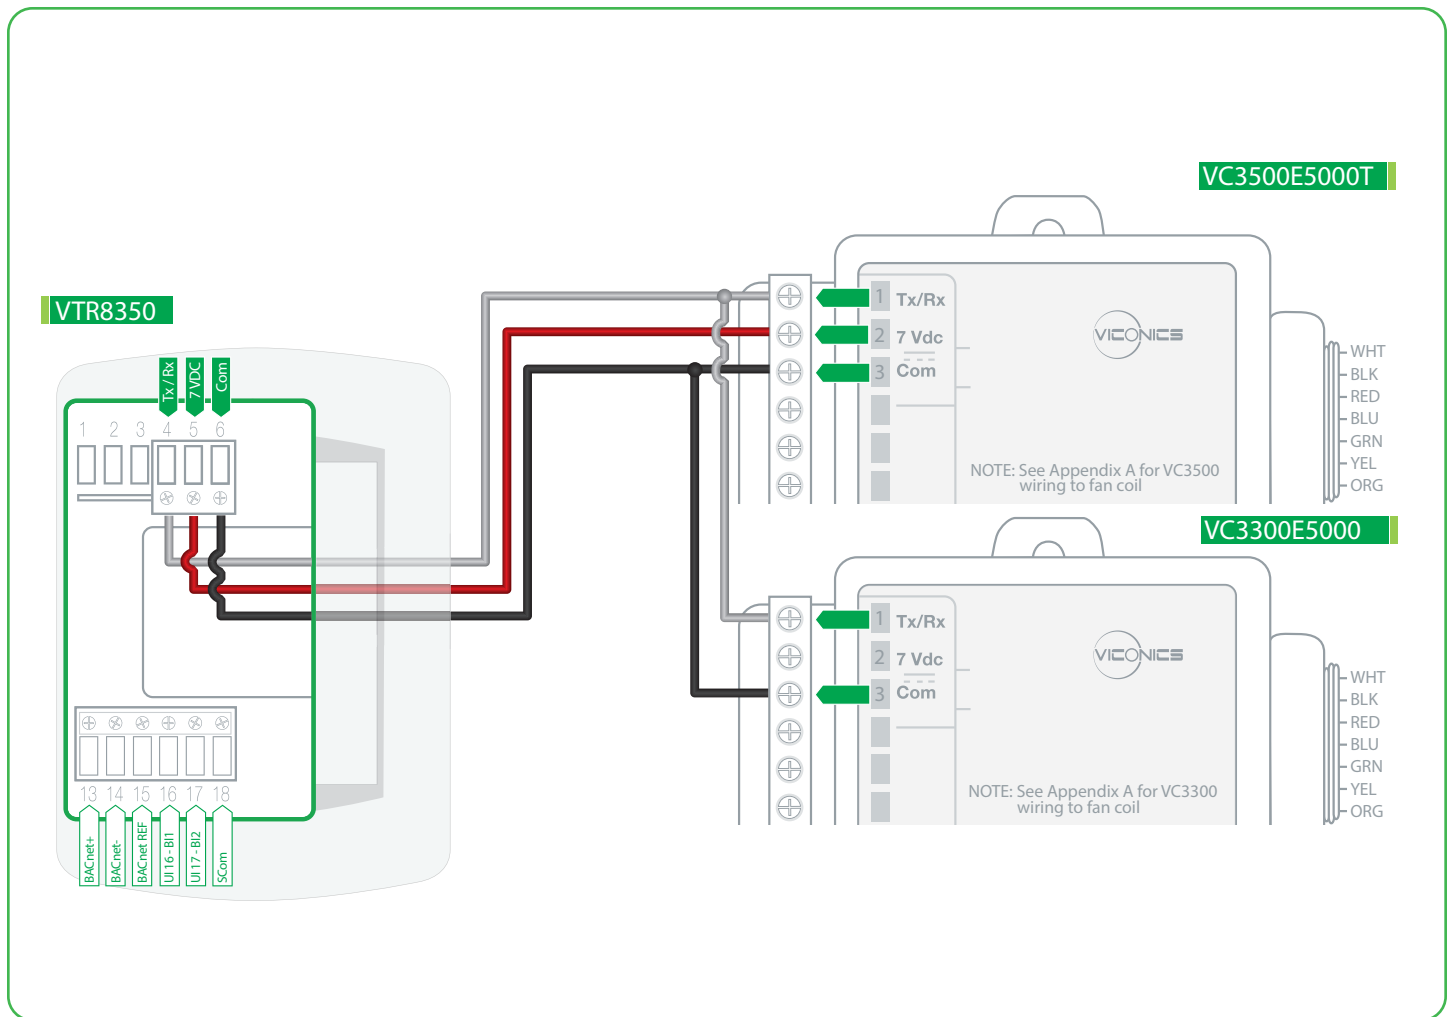 VC3500E5000T
VTR8350
Tx / Rx
7 VDC
Com
1 2 3 4 5 6
13 14 15 16 17 18
BACnet+
BACnet-
BACnet REF
UI 16 - BI1
UI 17 - BI2
SCom
1 Tx/Rx
2 7 Vdc
3 Com
VICONICS
NOTE: See Appendix A for VC3500
wiring to fan coil
WHT
BLK
RED
BLU
GRN
YEL
ORG
VC3300E5000
1 Tx/Rx
2 7 Vdc
3 Com
VICONICS
NOTE: See Appendix A for VC3300
wiring to fan coil
WHT
BLK
RED
BLU
GRN
YEL
ORG